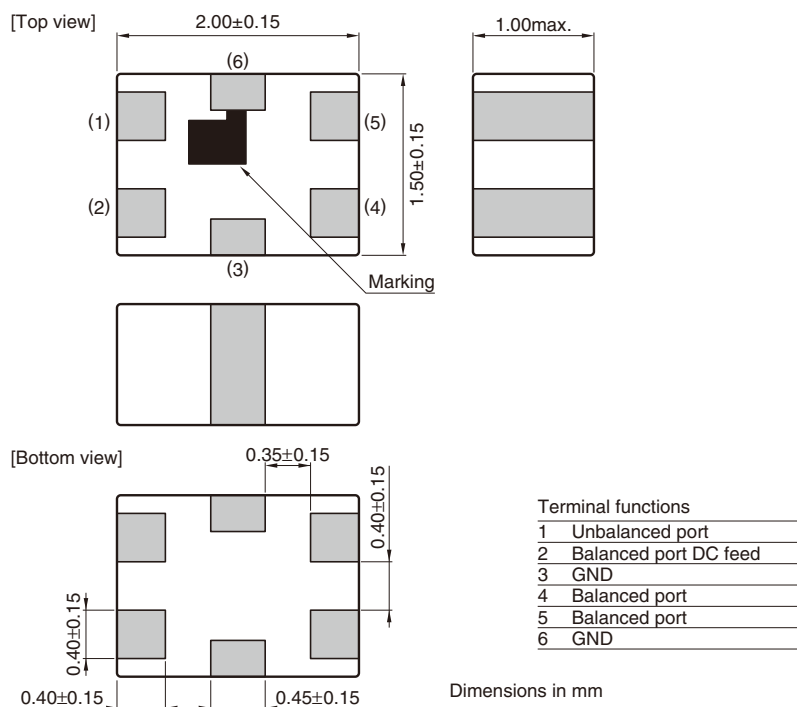 [Top view]
2.00±0.15
1.00max.
(6)
(1)
(5)
1.50±0.15
(2)
(4)
(3)
Marking
[Bottom view]
0.35±0.15
0.40±0.15
0.40±0.15
0.40±0.15
0.45±0.15
Terminal functions
1 Unbalanced port
2 Balanced port DC feed
3 GND
4 Balanced port
5 Balanced port
6 GND
Dimensions in mm